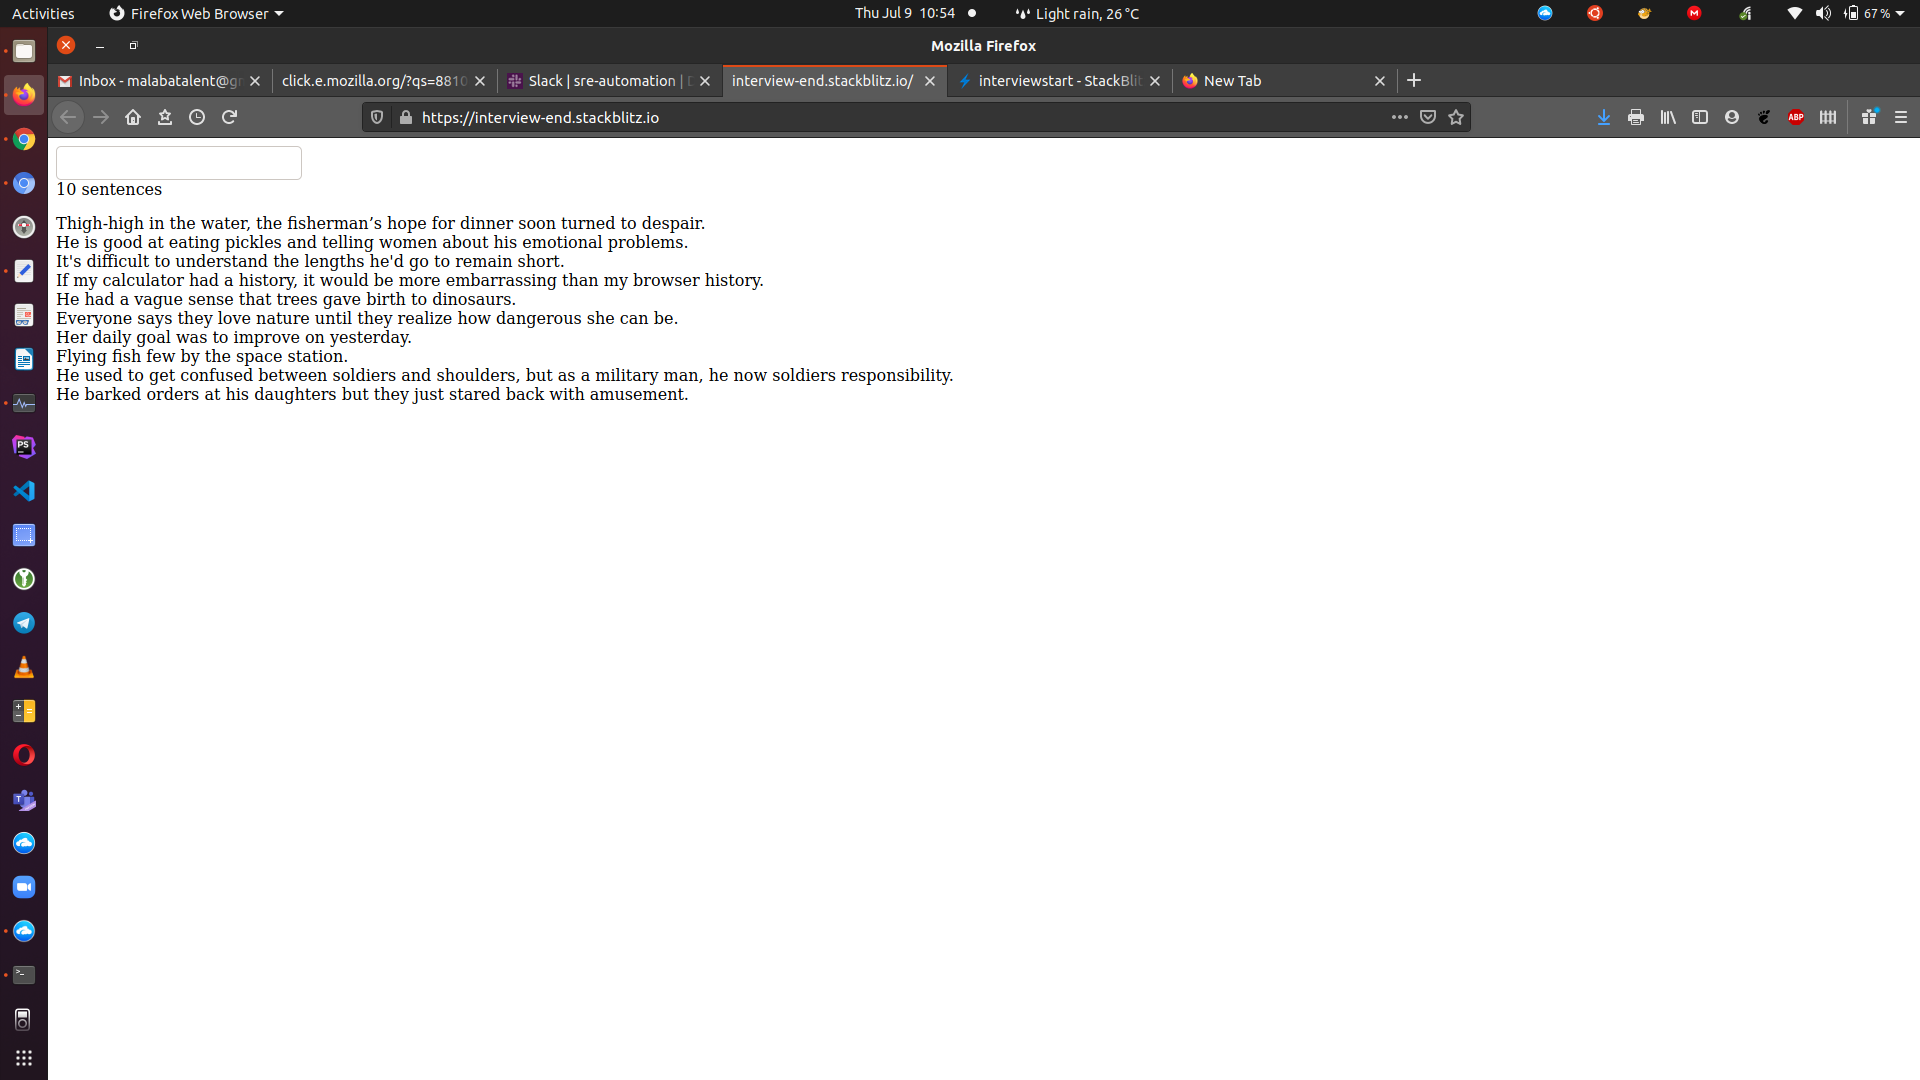 Activities
Firefox Web Browser
Thu Jul 9 10:54
Light rain, 26 °C
67 %
Mozilla Firefox
Inbox - malabatalent@gr
click.e.mozilla.org/?qs=8810
Slack | sre-automation | D
interview-end.stackblitz.io/
interviewstart - StackBlit
New Tab
https://interview-end.stackblitz.io
ABP
10 sentences
Thigh-high in the water, the fisherman’s hope for dinner soon turned to despair.
He is good at eating pickles and telling women about his emotional problems.
It's difficult to understand the lengths he'd go to remain short.
If my calculator had a history, it would be more embarrassing than my browser history.
He had a vague sense that trees gave birth to dinosaurs.
Everyone says they love nature until they realize how dangerous she can be.
Her daily goal was to improve on yesterday.
Flying fish few by the space station.
He used to get confused between soldiers and shoulders, but as a military man, he now soldiers responsibility.
He barked orders at his daughters but they just stared back with amusement.
PS